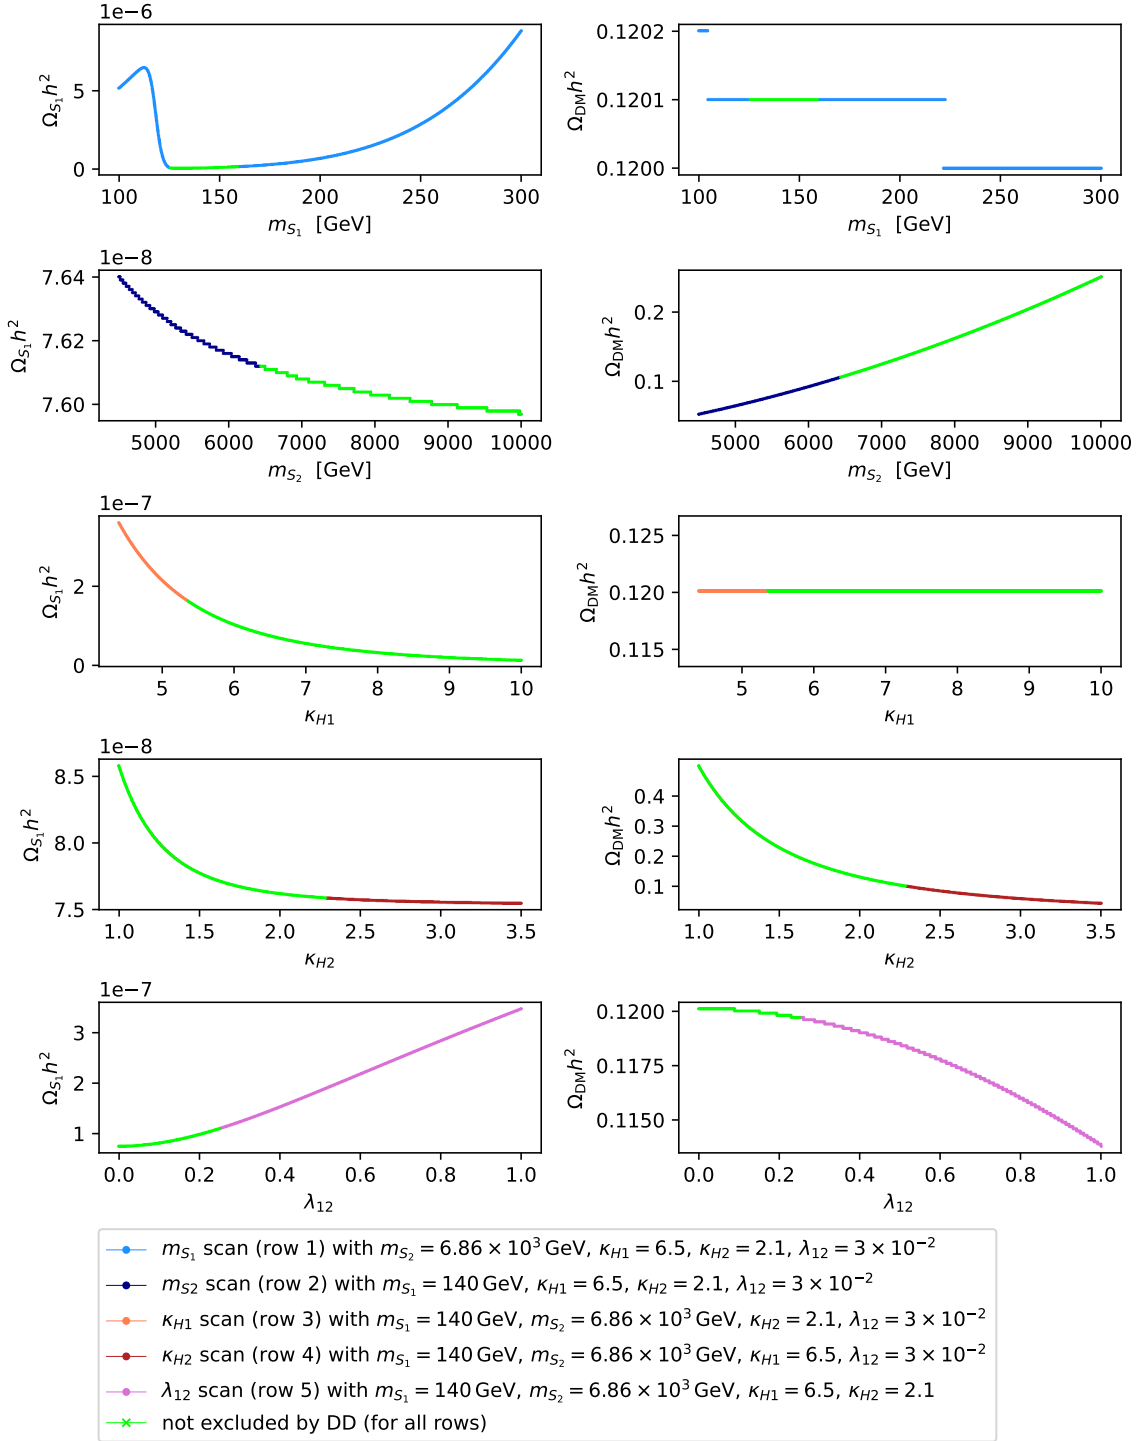 1e−6
Ω_{S_1}h^2
5
0
100 150 200 250 300
m_{S_1} [GeV]
Ω_{DM}h^2
0.1202
0.1201
0.1200
100 150 200 250 300
m_{S_1} [GeV]
1e−8
Ω_{S_1}h^2
7.64
7.62
7.60
5000 6000 7000 8000 9000 10000
m_{S_2} [GeV]
Ω_{DM}h^2
0.2
0.1
5000 6000 7000 8000 9000 10000
m_{S_2} [GeV]
1e−7
Ω_{S_1}h^2
2
0
5 6 7 8 9 10
κ_{H1}
Ω_{DM}h^2
0.125
0.120
0.115
5 6 7 8 9 10
κ_{H1}
1e−8
Ω_{S_1}h^2
8.5
8.0
7.5
1.0 1.5 2.0 2.5 3.0 3.5
κ_{H2}
Ω_{DM}h^2
0.4
0.3
0.2
0.1
1.0 1.5 2.0 2.5 3.0 3.5
κ_{H2}
1e−7
Ω_{S_1}h^2
3
2
1
0.0 0.2 0.4 0.6 0.8 1.0
λ_{12}
Ω_{DM}h^2
0.1200
0.1175
0.1150
0.0 0.2 0.4 0.6 0.8 1.0
λ_{12}
m_{S_1} scan (row 1) with m_{S_2} = 6.86 × 10^3 GeV, κ_{H1} = 6.5, κ_{H2} = 2.1, λ_{12} = 3 × 10^{−2}
m_{S2} scan (row 2) with m_{S_1} = 140 GeV, κ_{H1} = 6.5, κ_{H2} = 2.1, λ_{12} = 3 × 10^{−2}
κ_{H1} scan (row 3) with m_{S_1} = 140 GeV, m_{S_2} = 6.86 × 10^3 GeV, κ_{H2} = 2.1, λ_{12} = 3 × 10^{−2}
κ_{H2} scan (row 4) with m_{S_1} = 140 GeV, m_{S_2} = 6.86 × 10^3 GeV, κ_{H1} = 6.5, λ_{12} = 3 × 10^{−2}
λ_{12} scan (row 5) with m_{S_1} = 140 GeV, m_{S_2} = 6.86 × 10^3 GeV, κ_{H1} = 6.5, κ_{H2} = 2.1
not excluded by DD (for all rows)